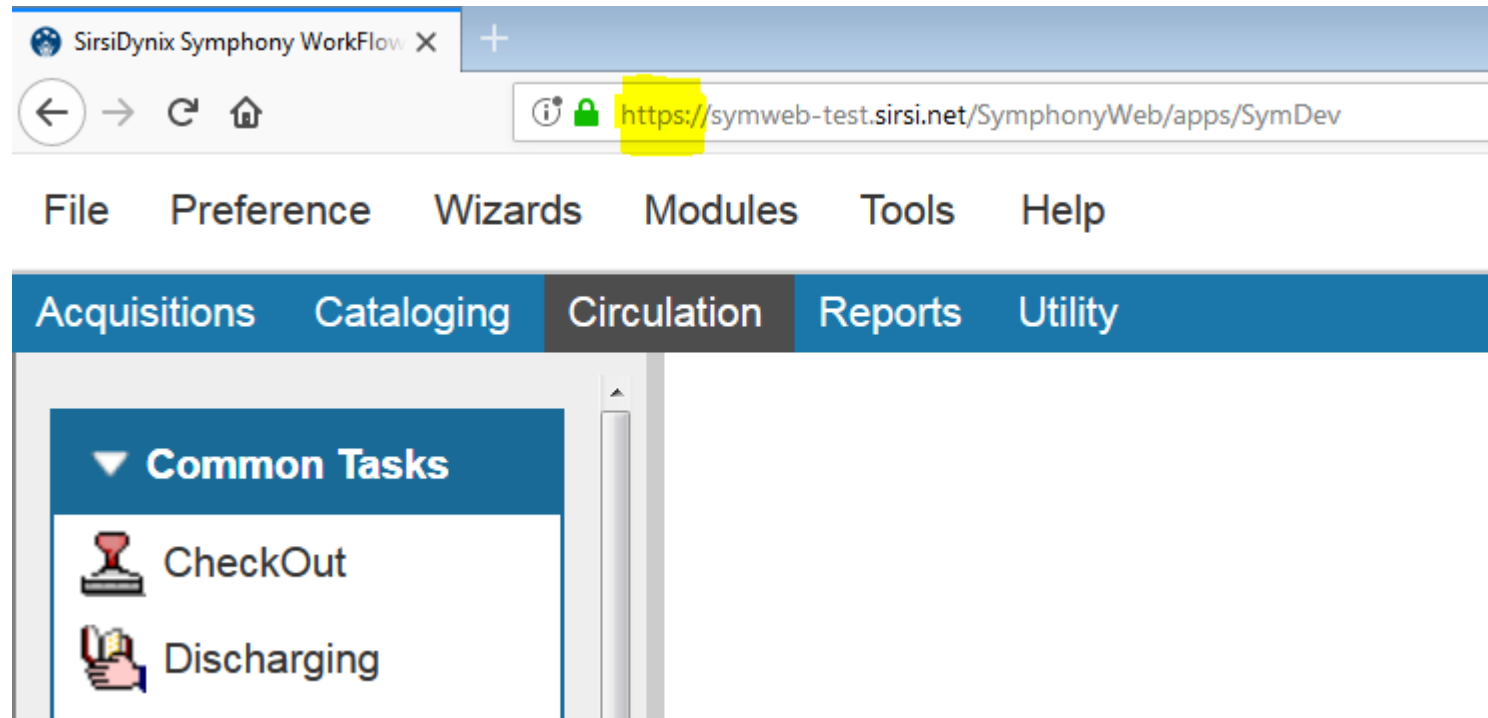 SirsiDynix Symphony WorkFlow
https://symweb-test.sirsi.net/SymphonyWeb/apps/SymDev
File Preference Wizards Modules Tools Help
Acquisitions Cataloging Circulation Reports Utility
Common Tasks
CheckOut
Discharging